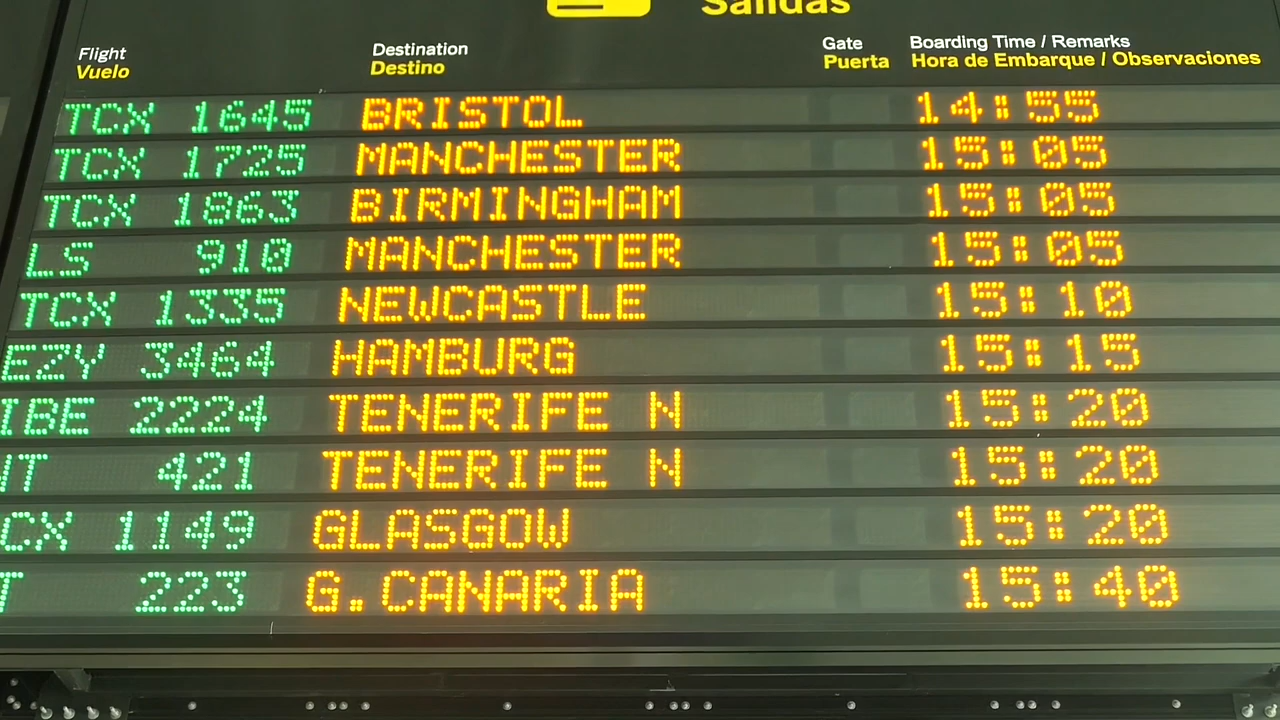 Salidas
Flight Destination Gate Boarding Time / Remarks
Vuelo Destino Puerta Hora de Embarque / Observaciones
TCX 1645 BRISTOL 14:55
TCX 1725 MANCHESTER 15:05
TCX 1863 BIRMINGHAM 15:05
LS 910 MANCHESTER 15:05
TCX 1335 NEWCASTLE 15:10
EZY 3464 HAMBURG 15:15
IBE 2224 TENERIFE N 15:20
NT 421 TENERIFE N 15:20
CX 1149 GLASGOW 15:20
T 223 G.CANARIA 15:40